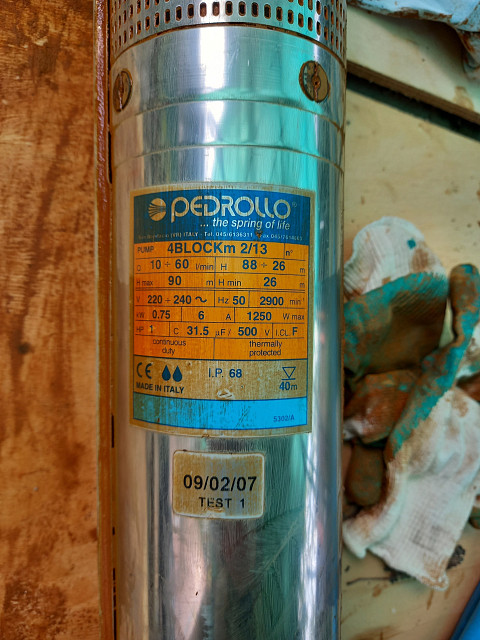 PEDROLLO
... the spring of life
PUMP 4BLOCKm 2/13 n°
Q 10 ÷ 60 l/min H 88 ÷ 26 m
H max 90 m H min 26 m
V 220 ÷ 240 ~ Hz 50 2900 min⁻¹
kW 0.75 6 A 1250 W max
HP 1 C 31.5 µF / 500 V I.CL. F
continuous duty thermally protected
CE I.P. 68
MADE IN ITALY 40m
5302/A
09/02/07
TEST 1